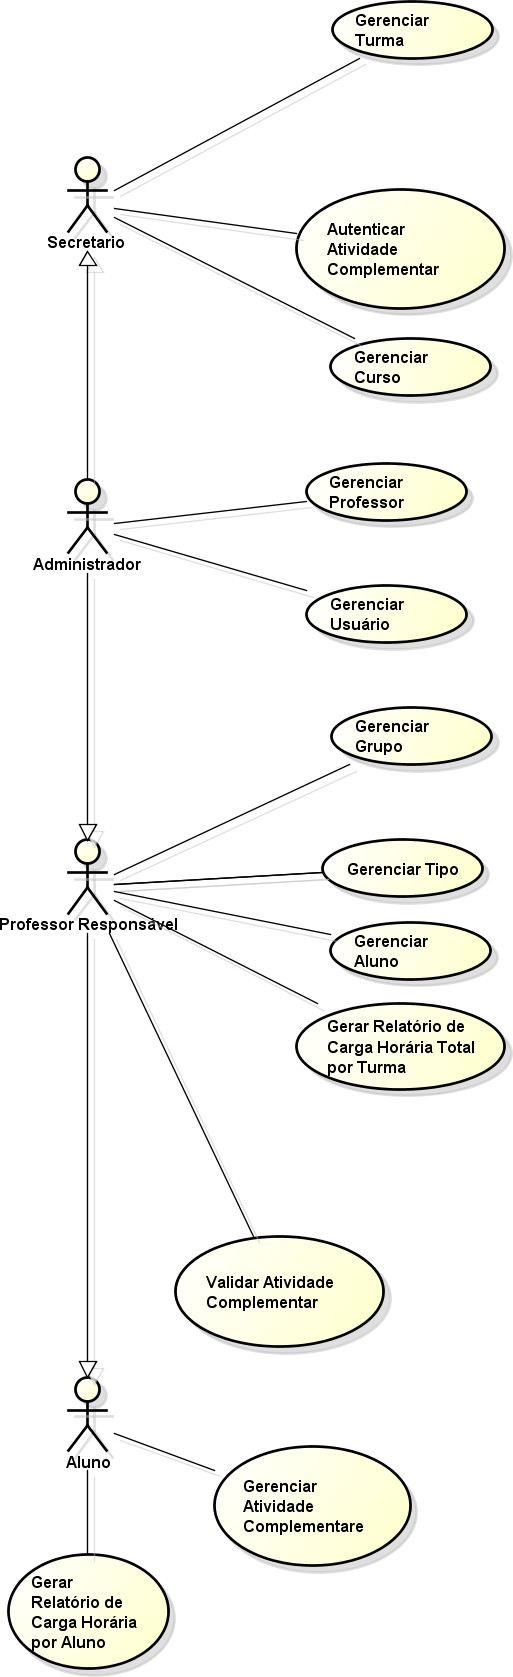 Gerenciar
Turma
Secretario
Autenticar
Atividade
Complementar
Gerenciar
Curso
Gerenciar
Professor
Administrador
Gerenciar
Usuário
Gerenciar
Grupo
Gerenciar Tipo
Professor Responsável
Gerenciar
Aluno
Gerar Relatório de
Carga Horária Total
por Turma
Validar Atividade
Complementar
Aluno
Gerenciar
Atividade
Complementare
Gerar
Relatório de
Carga Horária
por Aluno